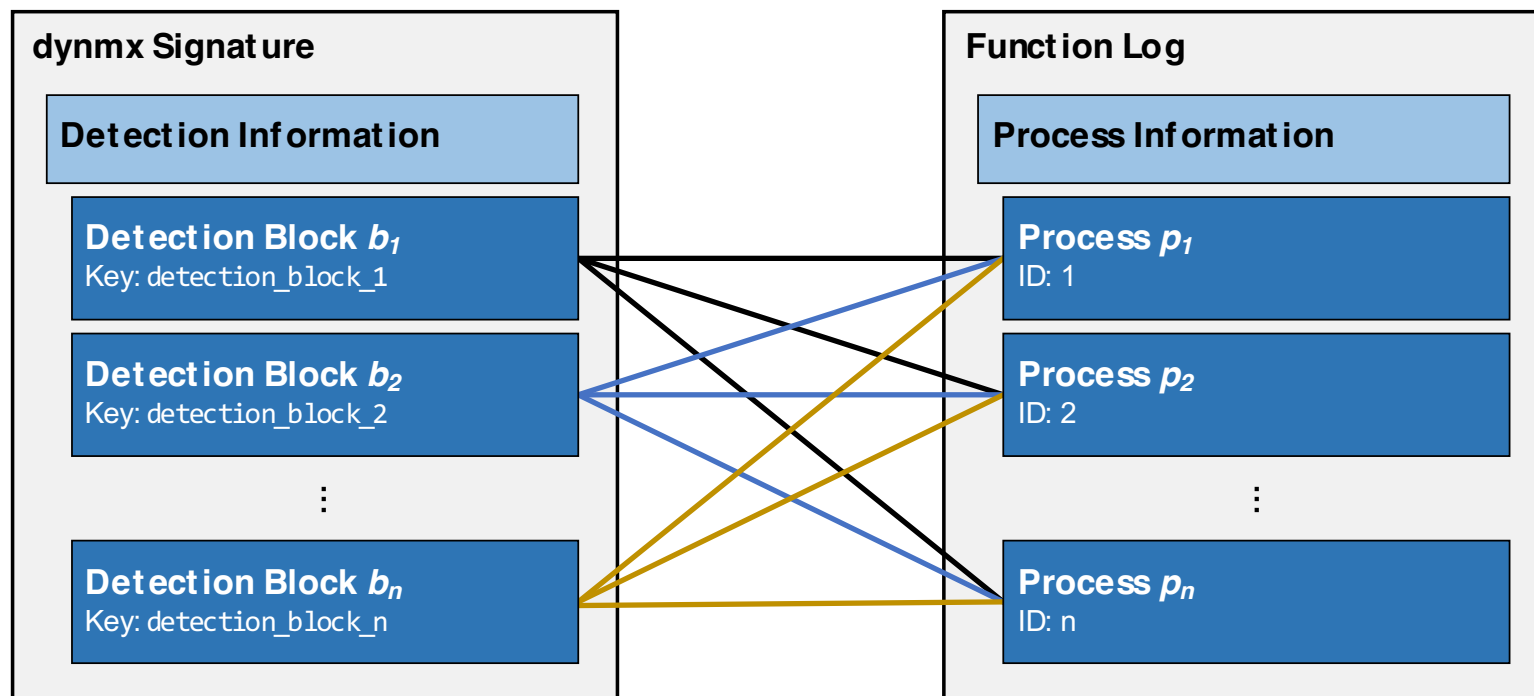 dynmx Signature
Detection Information
Detection Block b1
Key: detection_block_1
Detection Block b2
Key: detection_block_2
⋮
Detection Block bn
Key: detection_block_n
Function Log
Process Information
Process p1
ID: 1
Process p2
ID: 2
⋮
Process pn
ID: n